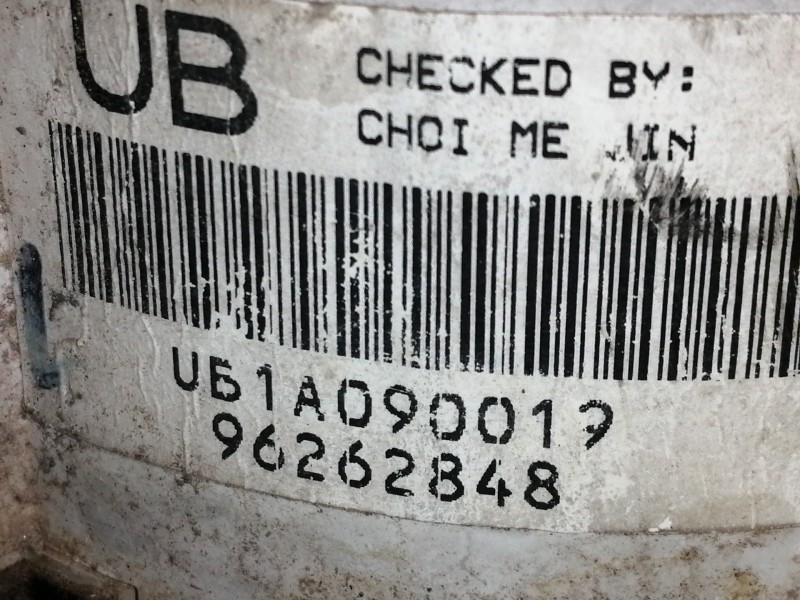 UB
CHECKED BY:
CHOI ME JIN
UB1A090019
96262848